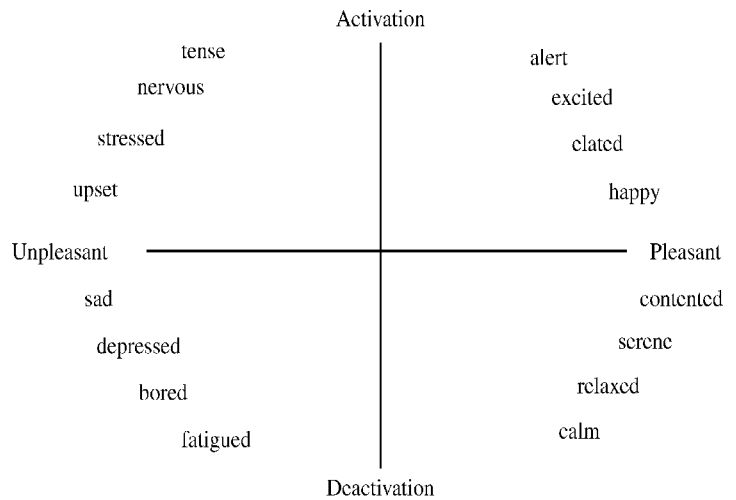 Activation
tense
alert
nervous
excited
stressed
elated
upset
happy
Unpleasant
Pleasant
sad
contented
depressed
serene
bored
relaxed
fatigued
calm
Deactivation